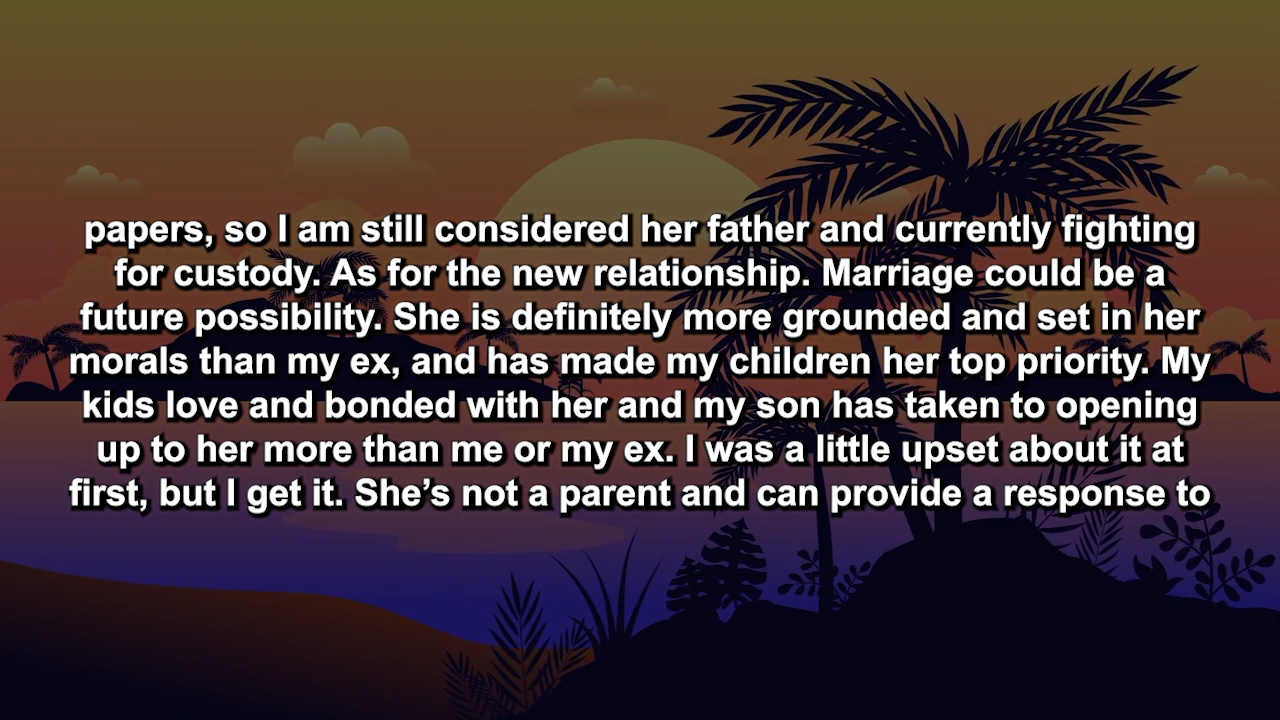 papers, so I am still considered her father and currently fighting
for custody. As for the new relationship. Marriage could be a
future possibility. She is definitely more grounded and set in her
morals than my ex, and has made my children her top priority. My
kids love and bonded with her and my son has taken to opening
up to her more than me or my ex. I was a little upset about it at
first, but I get it. She’s not a parent and can provide a response to